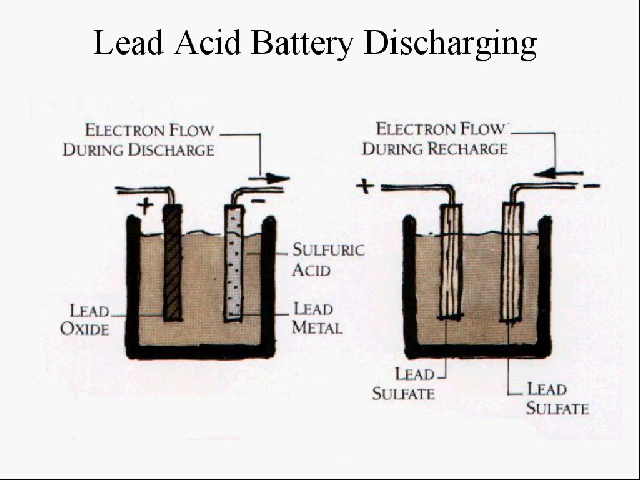 Lead Acid Battery Discharging
ELECTRON FLOW
DURING DISCHARGE
+
−
SULFURIC
ACID
LEAD
OXIDE
LEAD
METAL
ELECTRON FLOW
DURING RECHARGE
+
−
LEAD
SULFATE
LEAD
SULFATE